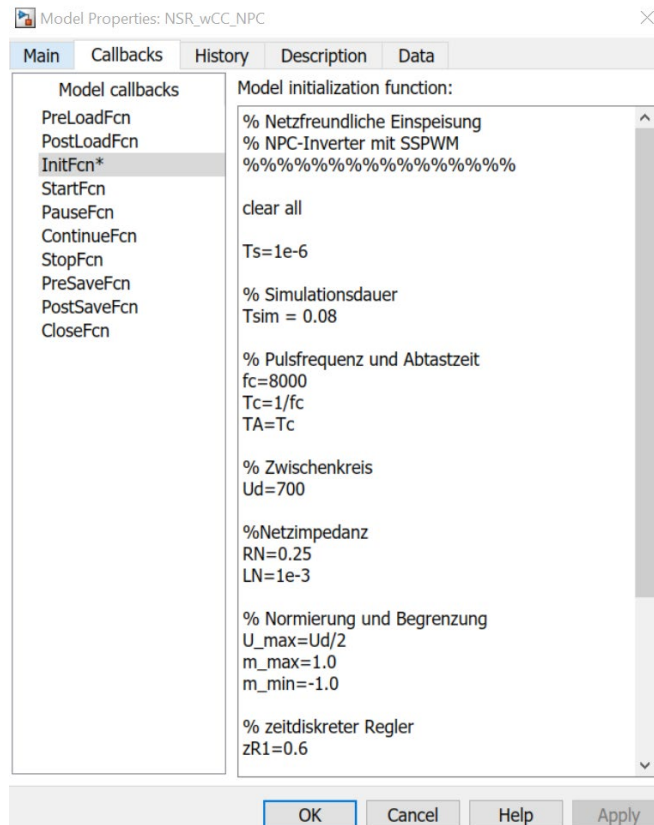 Model Properties: NSR_wCC_NPC
Main Callbacks History Description Data
Model callbacks
PreLoadFcn
PostLoadFcn
InitFcn*
StartFcn
PauseFcn
ContinueFcn
StopFcn
PreSaveFcn
PostSaveFcn
CloseFcn
Model initialization function:
% Netzfreundliche Einspeisung
% NPC-Inverter mit SSPWM
%%%%%%%%%%%%%%%%
clear all
Ts=1e-6
% Simulationsdauer
Tsim = 0.08
% Pulsfrequenz und Abtastzeit
fc=8000
Tc=1/fc
TA=Tc
% Zwischenkreis
Ud=700
%Netzimpedanz
RN=0.25
LN=1e-3
% Normierung und Begrenzung
U_max=Ud/2
m_max=1.0
m_min=-1.0
% zeitdiskreter Regler
zR1=0.6
OK Cancel Help Apply